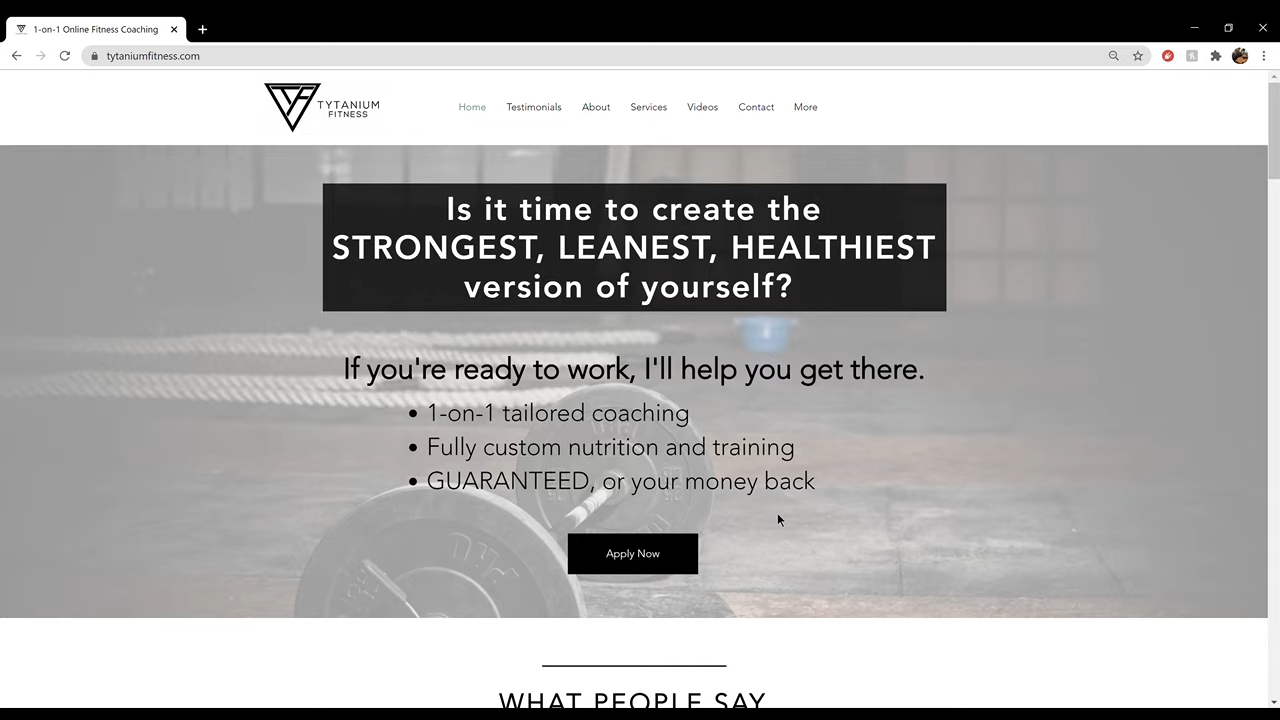 1-on-1 Online Fitness Coaching
tytaniumfitness.com
TYTANIUM
FITNESS
Home Testimonials About Services Videos Contact More
Is it time to create the
STRONGEST, LEANEST, HEALTHIEST
version of yourself?
If you're ready to work, I'll help you get there.
• 1-on-1 tailored coaching
• Fully custom nutrition and training
• GUARANTEED, or your money back
Apply Now
WHAT PEOPLE SAY